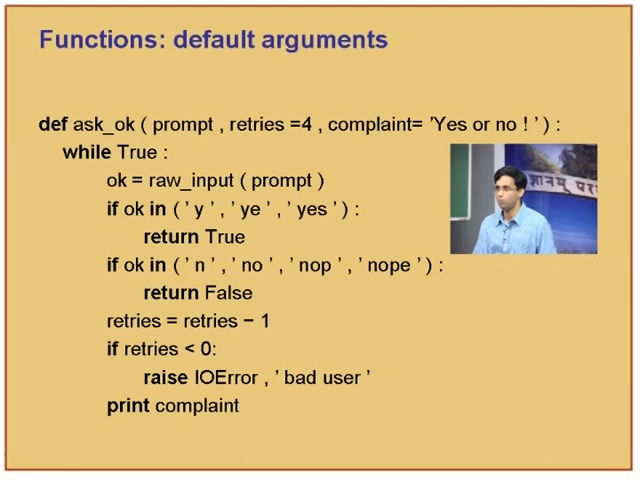 Functions: default arguments
def ask_ok ( prompt , retries =4 , complaint= ’Yes or no ! ’ ) :
while True :
ok = raw_input ( prompt )
if ok in ( ’ y ’ , ’ ye ’ , ’ yes ’ ) :
return True
if ok in ( ’ n ’ , ’ no ’ , ’ nop ’ , ’ nope ’ ) :
return False
retries = retries − 1
if retries < 0:
raise IOError , ’ bad user ’
print complaint
ज्ञानम् पर